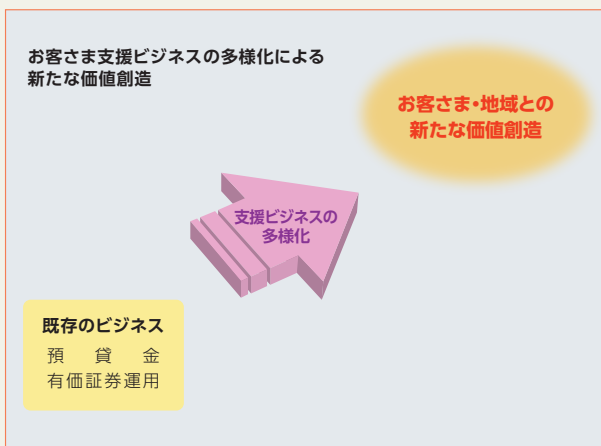 お客さま支援ビジネスの多様化による
新たな価値創造
お客さま・地域との
新たな価値創造
支援ビジネスの
多様化
既存のビジネス
預貸金
有価証券運用